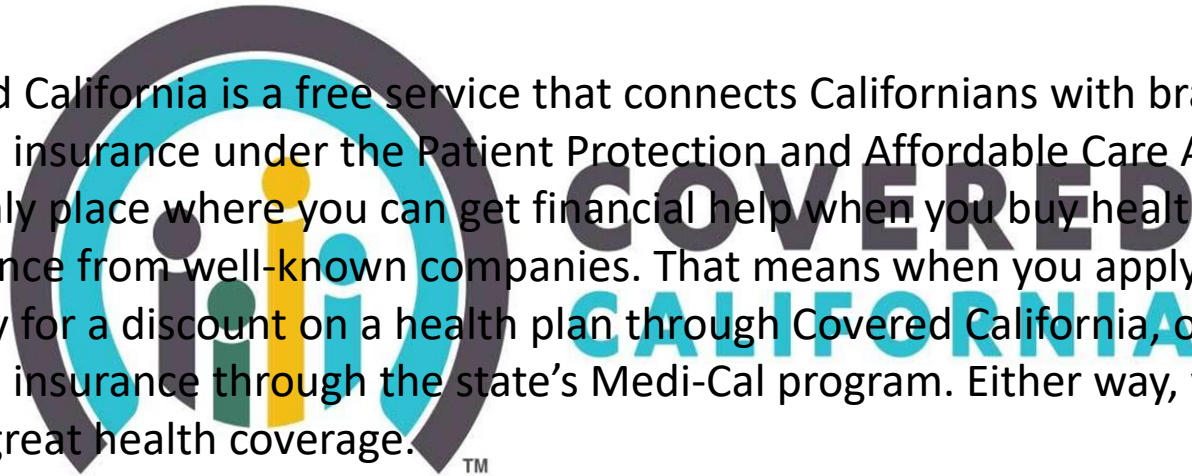 d California is a free service that connects Californians with bra
insurance under the Patient Protection and Affordable Care A
ly place where you can get financial help when you buy healt
nce from well-known companies. That means when you apply
y for a discount on a health plan through Covered California, o
insurance through the state’s Medi-Cal program. Either way,
great health coverage.
COVERED
CALIFORNIA
TM